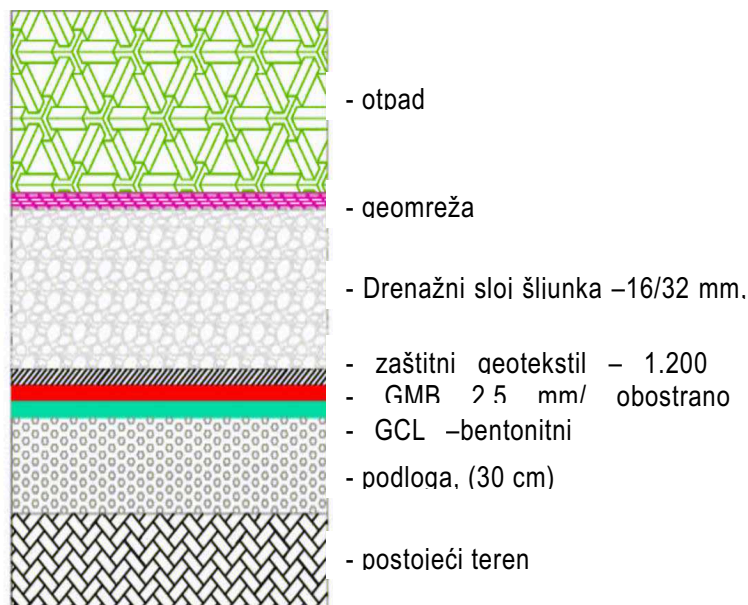 - otpad
- geomreža
- Drenažni sloj šljunka –16/32 mm.
- zaštitni geotekstil – 1.200
- GMB 2.5 mm/ obostrano
- GCL –bentonitni
- podloga, (30 cm)
- postojeći teren